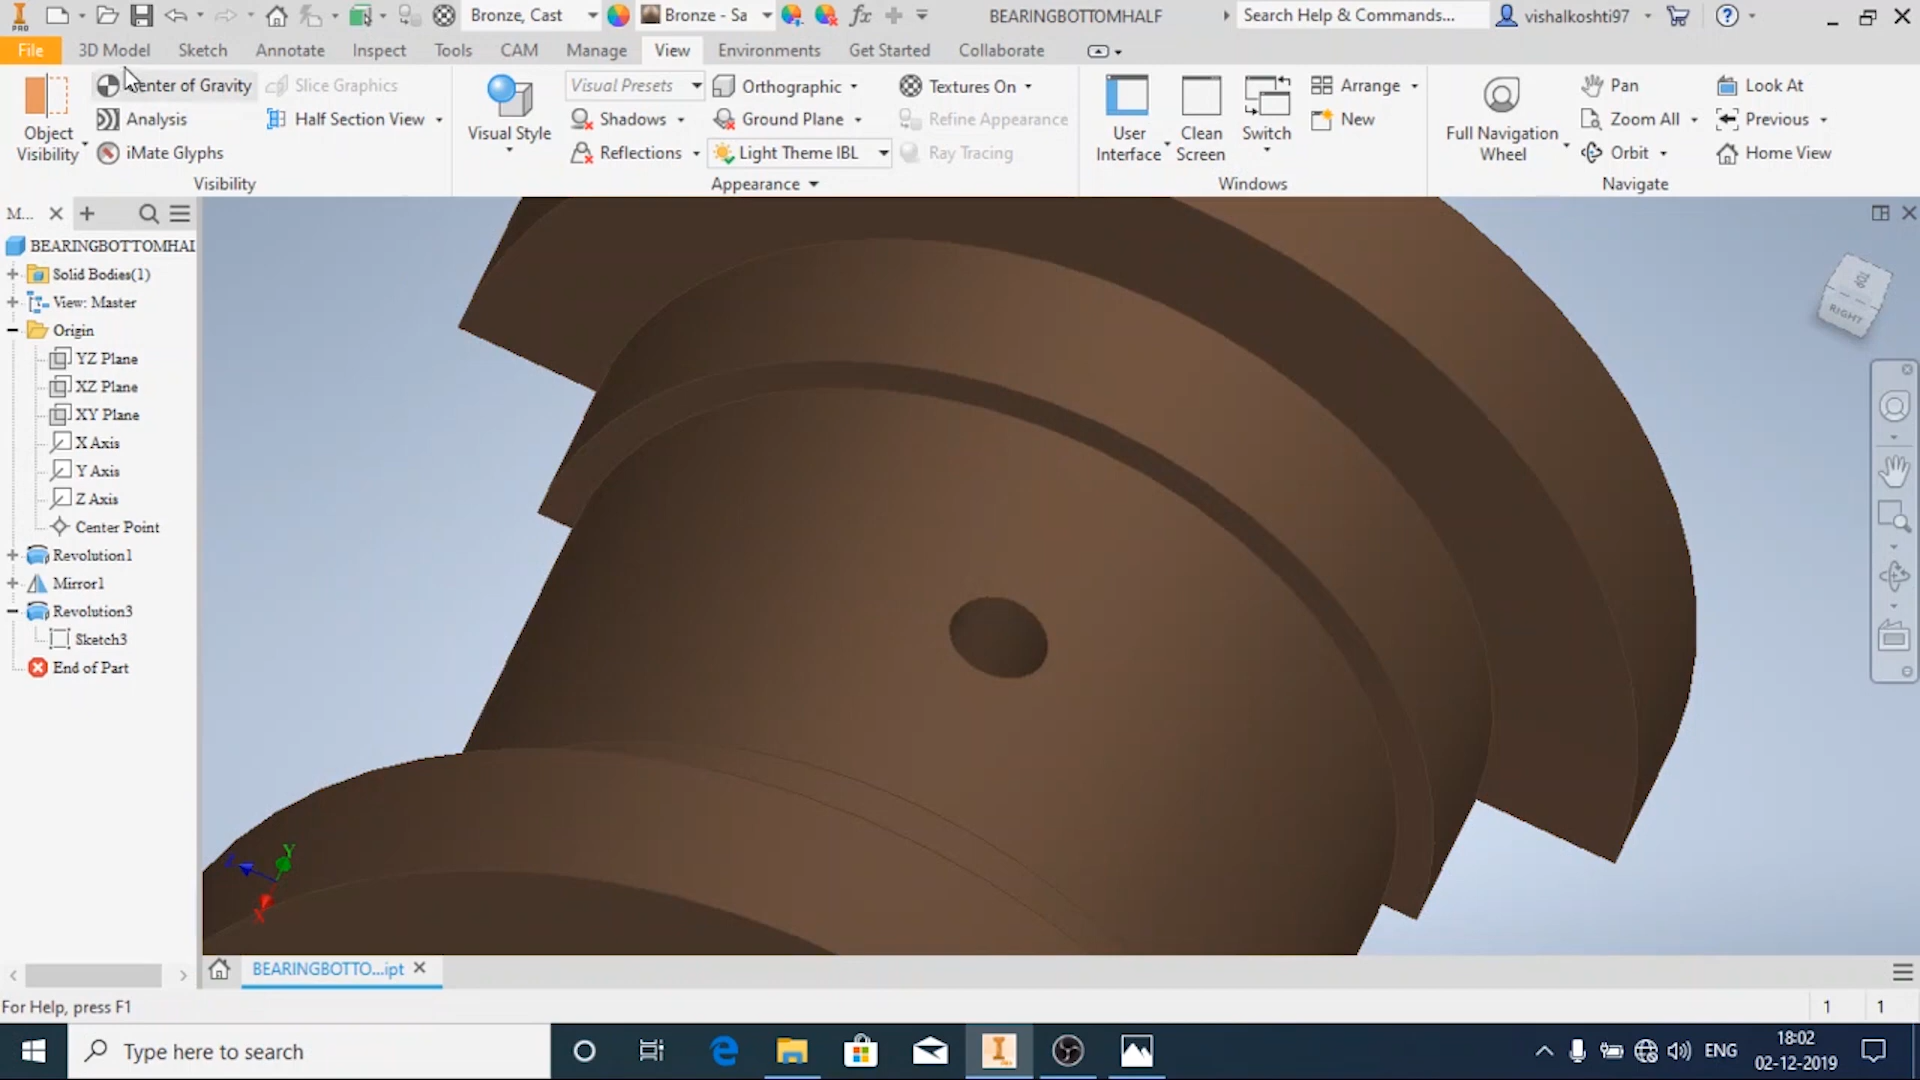 Bronze, Cast
Bronze - Sa
fx
BEARINGBOTTOMHALF
Search Help & Commands...
vishalkoshti97
PRO
File
3D Model
Sketch
Annotate
Inspect
Tools
CAM
Manage
View
Environments
Get Started
Collaborate
Object
Visibility
enter of Gravity
Analysis
iMate Glyphs
Slice Graphics
Half Section View
Visibility
Visual Style
Visual Presets
Shadows
Reflections
Orthographic
Ground Plane
Light Theme IBL
Textures On
Refine Appearance
Ray Tracing
Appearance
User
Interface
Clean
Screen
Switch
Arrange
New
Windows
Full Navigation
Wheel
Pan
Zoom All
Orbit
Look At
Previous
Home View
Navigate
M...
BEARINGBOTTOMHAL
Solid Bodies(1)
View: Master
Origin
YZ Plane
XZ Plane
XY Plane
X Axis
Y Axis
Z Axis
Center Point
Revolution1
Mirror1
Revolution3
Sketch3
End of Part
RIGHT
Y
Z
X
BEARINGBOTTO...ipt
For Help, press F1
1
1
Type here to search
ENG
18:02
02-12-2019